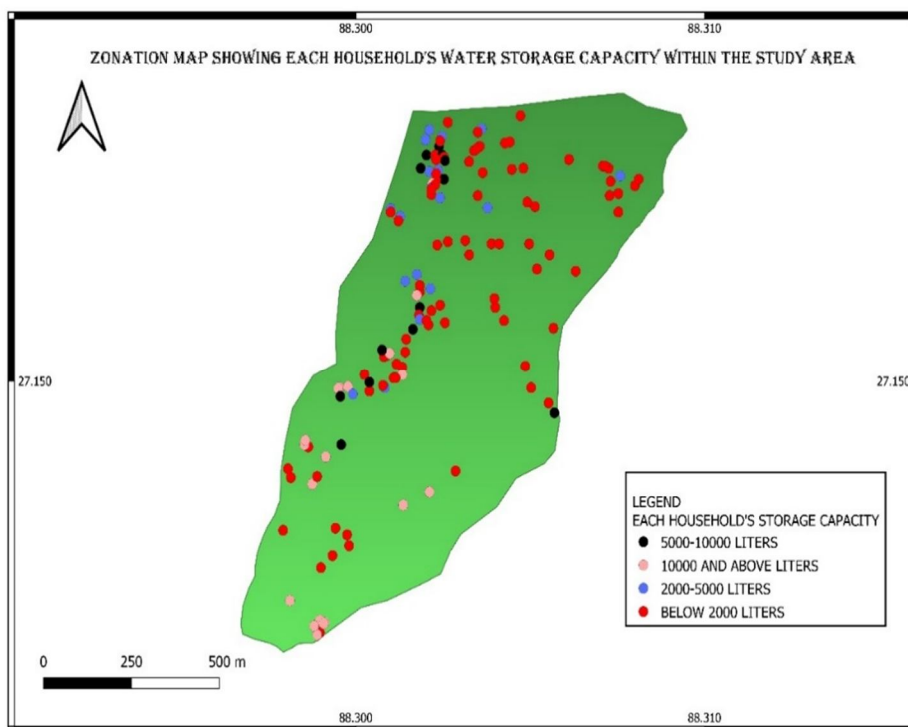 88.300
88.310
ZONATION MAP SHOWING EACH HOUSEHOLD'S WATER STORAGE CAPACITY WITHIN THE STUDY AREA
27.150
27.150
LEGEND
EACH HOUSEHOLD'S STORAGE CAPACITY
5000-10000 LITERS
10000 AND ABOVE LITERS
2000-5000 LITERS
BELOW 2000 LITERS
0 250 500 m
88.300
88.310